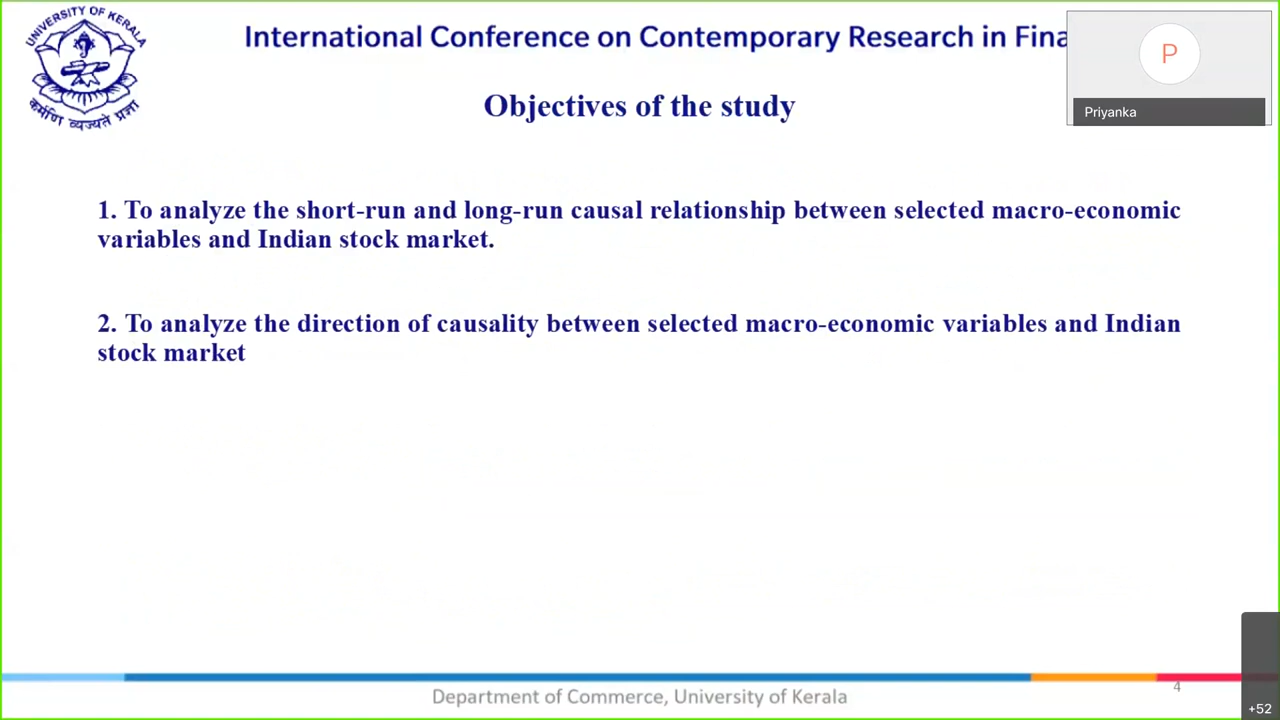 UNIVERSITY OF KERALA
कर्मणि व्यज्यते प्रज्ञा
International Conference on Contemporary Research in Fina
P
Priyanka
Objectives of the study
1. To analyze the short-run and long-run causal relationship between selected macro-economic
variables and Indian stock market.
2. To analyze the direction of causality between selected macro-economic variables and Indian
stock market
Department of Commerce, University of Kerala
4
+52